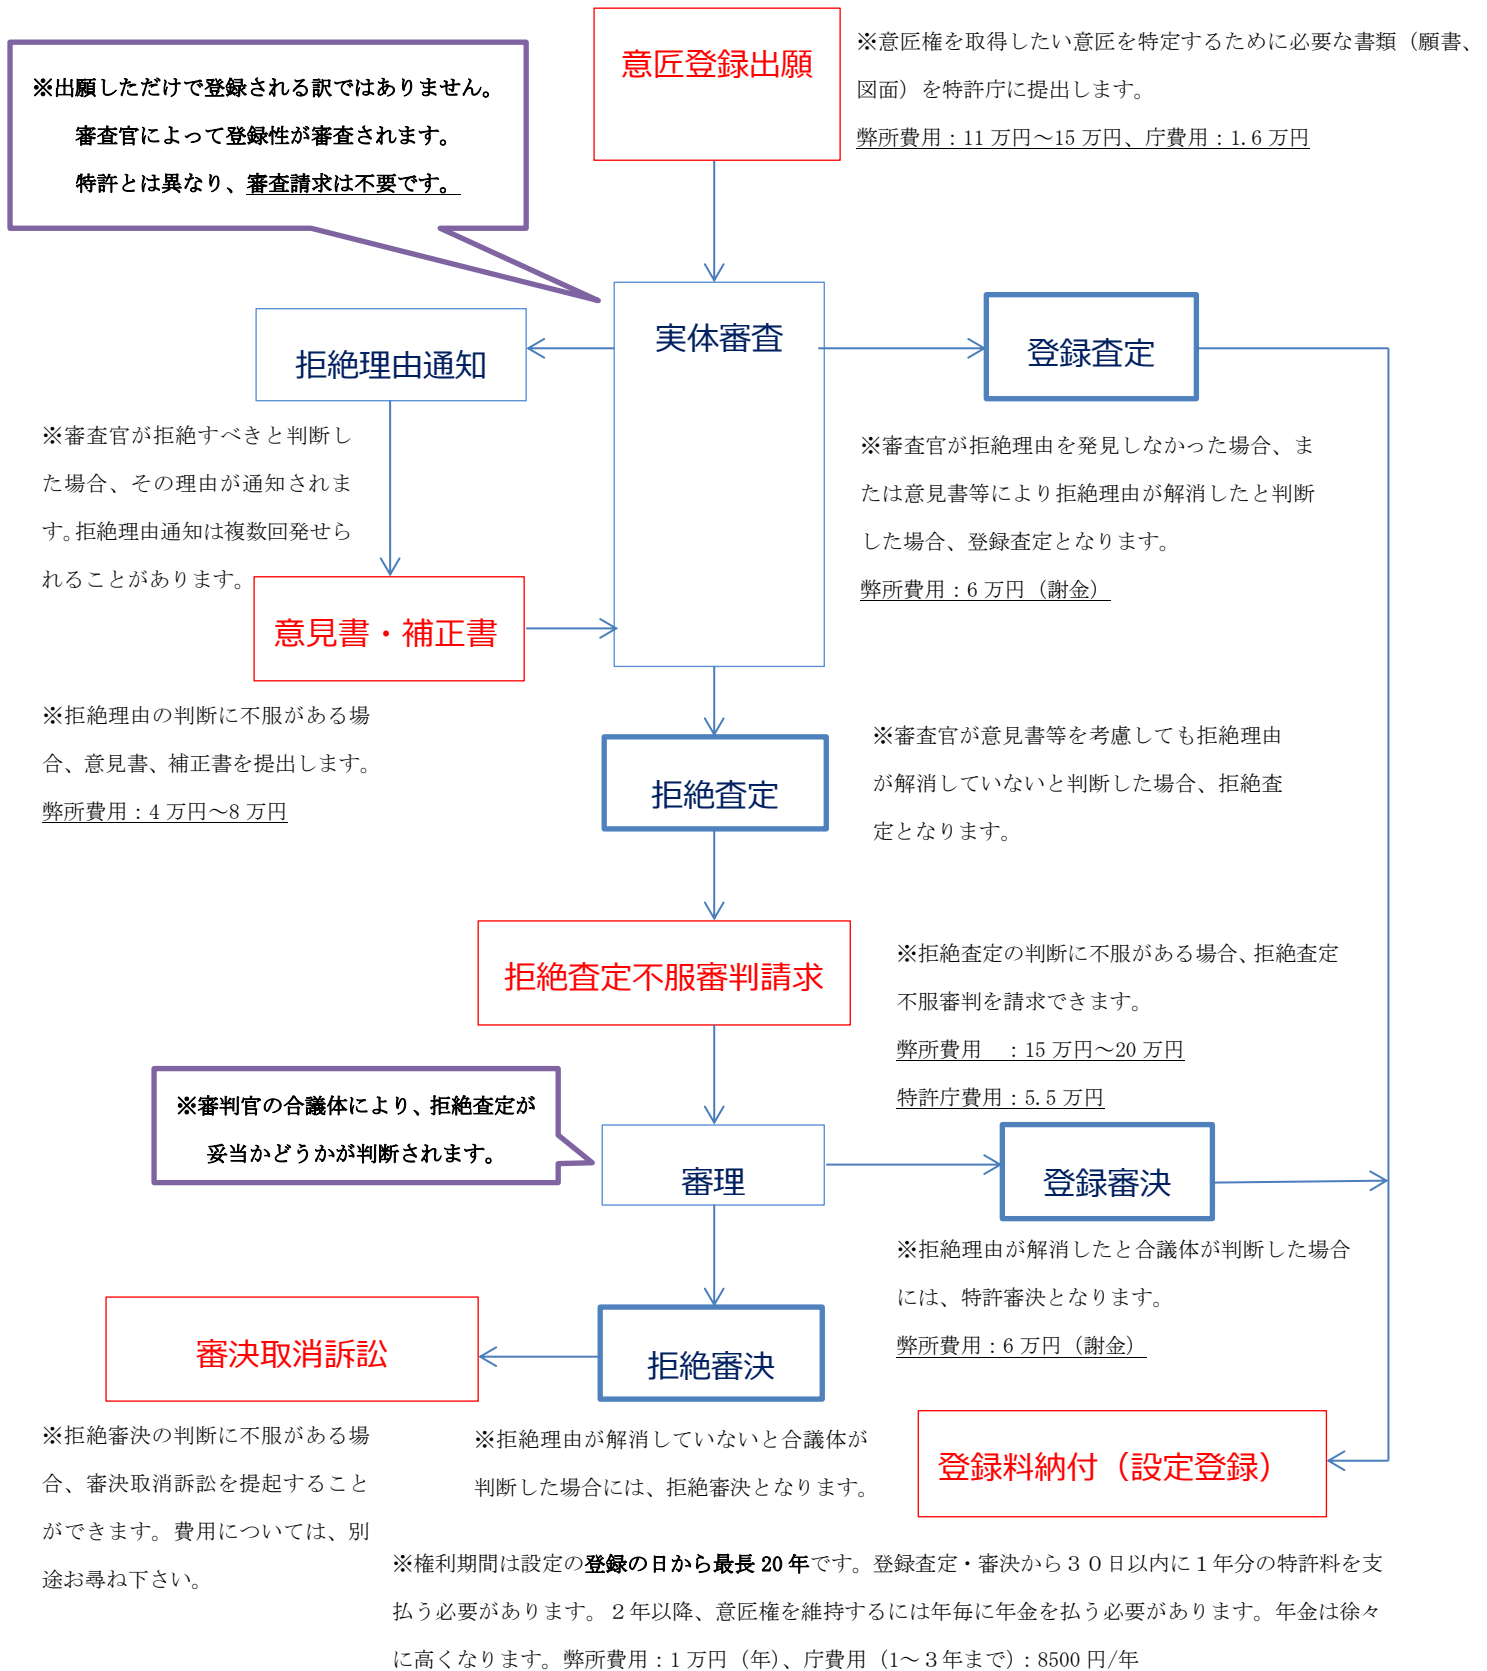 意匠登録出願
※意匠権を取得したい意匠を特定するために必要な書類（願書、
図面）を特許庁に提出します。
弊所費用：11 万円～15 万円、庁費用：1.6 万円
※出願しただけで登録される訳ではありません。
審査官によって登録性が審査されます。
特許とは異なり、審査請求は不要です。
実体審査
拒絶理由通知
登録査定
※審査官が拒絶すべきと判断し
た場合、その理由が通知されま
す。拒絶理由通知は複数回発せら
れることがあります。
※審査官が拒絶理由を発見しなかった場合、ま
たは意見書等により拒絶理由が解消したと判断
した場合、登録査定となります。
弊所費用：6 万円（謝金）
意見書・補正書
※拒絶理由の判断に不服がある場
合、意見書、補正書を提出します。
弊所費用：4 万円～8 万円
拒絶査定
※審査官が意見書等を考慮しても拒絶理由
が解消していないと判断した場合、拒絶査
定となります。
拒絶査定不服審判請求
※拒絶査定の判断に不服がある場合、拒絶査定
不服審判を請求できます。
弊所費用　：15 万円～20 万円
特許庁費用：5.5 万円
※審判官の合議体により、拒絶査定が
妥当かどうかが判断されます。
審理
登録審決
※拒絶理由が解消したと合議体が判断した場合
には、特許審決となります。
弊所費用：6 万円（謝金）
審決取消訴訟
拒絶審決
※拒絶審決の判断に不服がある場
合、審決取消訴訟を提起すること
ができます。費用については、別
途お尋ね下さい。
※拒絶理由が解消していないと合議体が
判断した場合には、拒絶審決となります。
登録料納付（設定登録）
※権利期間は設定の登録の日から最長 20 年です。登録査定・審決から３０日以内に１年分の特許料を支
払う必要があります。２年以降、意匠権を維持するには年毎に年金を払う必要があります。年金は徐々
に高くなります。弊所費用：1 万円（年）、庁費用（1～３年まで）：8500 円/年